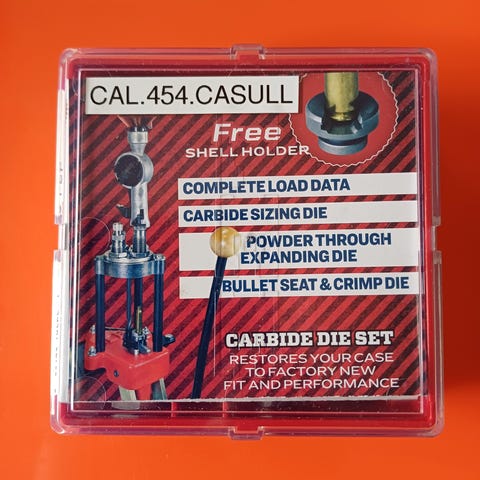 CAL.454.CASULL
Free
SHELL HOLDER
COMPLETE LOAD DATA
CARBIDE SIZING DIE
POWDER THROUGH
EXPANDING DIE
BULLET SEAT & CRIMP DIE
CARBIDE DIE SET
RESTORES YOUR CASE
TO FACTORY NEW
FIT AND PERFORMANCE